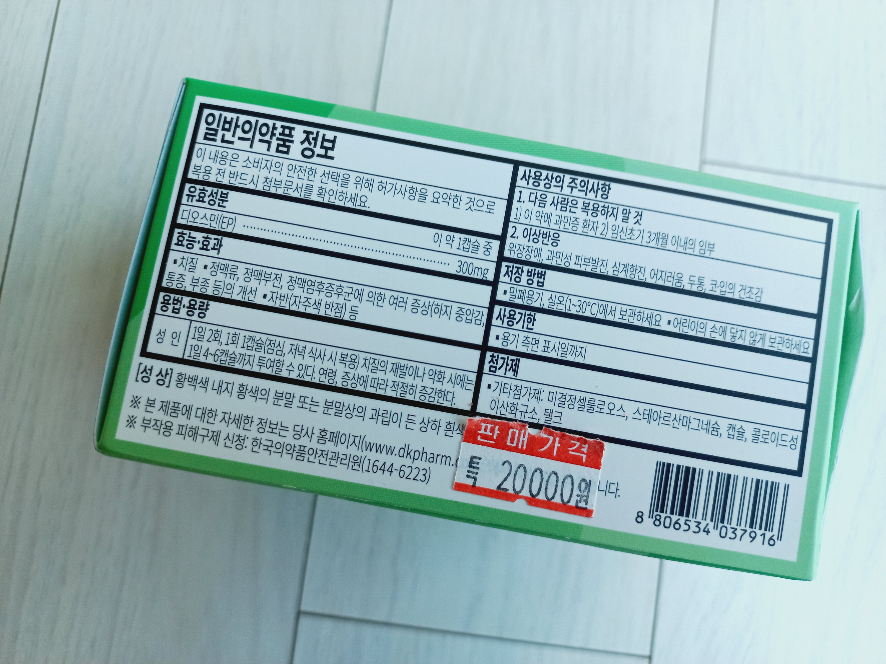 일반의약품 정보
이 내용은 소비자의 안전한 선택을 위해 허가사항을 요약한 것으로
복용 전 반드시 첨부문서를 확인하세요.
유효성분
이 약 1캡슐 중
디오스민(EP) 300mg
효능·효과
▪치질 ▪정맥류, 정맥부전, 정맥염후증후군에 의한 여러 증상(하지 중압감,
통증, 부종 등)의 개선 ▪자반(자주색 반점) 등
용법·용량
성 인
1일 2회, 1회 1캡슐(점심, 저녁 식사 시 복용) 치질의 재발이나 악화 시에는
1일 4~6캡슐까지 투여할 수 있다. 연령, 증상에 따라 적절히 증감한다.
[성 상] 황백색 내지 황색의 분말 또는 분말상의 과립이 든 상하 흰색
※ 본 제품에 대한 자세한 정보는 당사 홈페이지(www.dkpharm.
※ 부작용 피해구제 신청: 한국의약품안전관리원(1644-6223)
사용상의 주의사항
1. 다음 사람은 복용하지 말 것
1) 이 약에 과민증 환자 2) 임신초기 3개월 이내의 임부
2. 이상반응
위장장애, 과민성 피부발진, 심계항진, 어지러움, 두통, 코·입의 건조감
저장 방법
▪밀폐용기, 실온(1~30°C)에서 보관하세요 ▪어린이의 손에 닿지 않게 보관하세요
사용기한
▪용기 측면 표시일까지
첨가제
▪기타첨가제: 미결정셀룰로오스, 스테아르산마그네슘, 캡슐, 콜로이드성
이산화규소, 탤크
판매가격
특 20000원
니다.
8 806534 037916